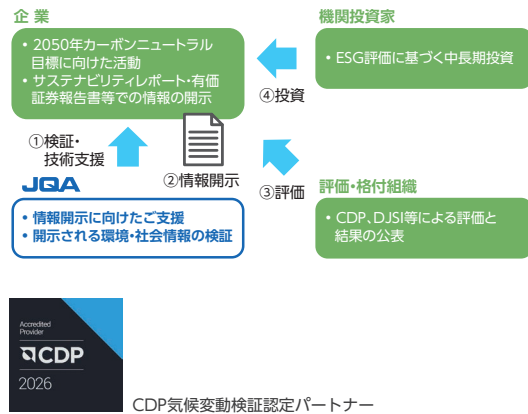 企 業
• 2050年カーボンニュートラル
目標に向けた活動
• サステナビリティレポート・有価
証券報告書等での情報の開示
機関投資家
• ESG評価に基づく中長期投資
④投資
①検証・
技術支援
②情報開示
③評価
JQA
• 情報開示に向けたご支援
• 開示される環境・社会情報の検証
評価・格付組織
• CDP、DJSI等による評価と
結果の公表
Accredited
Provider
CDP
2026
CDP気候変動検証認定パートナー